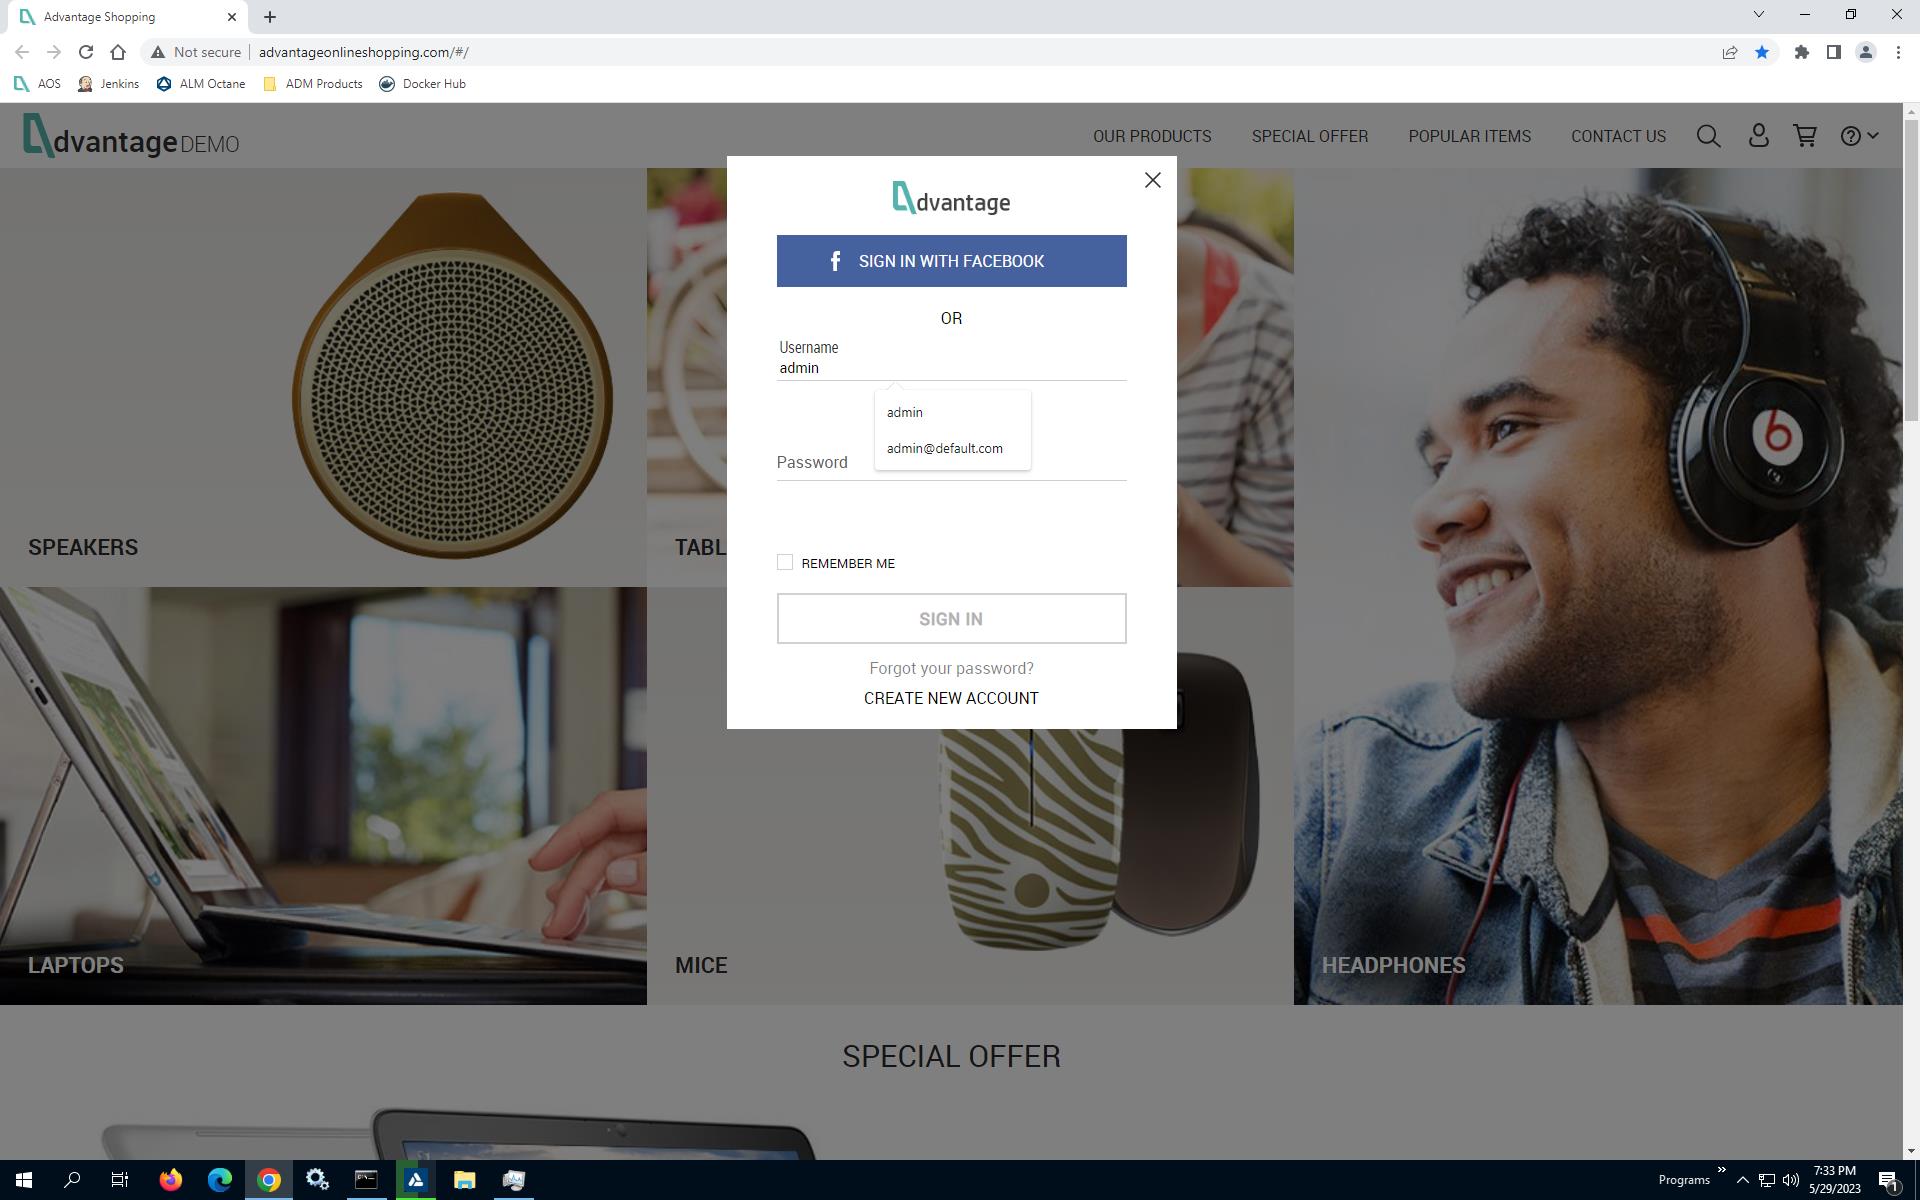 Advantage Shopping
Not secure
advantageonlineshopping.com/#/
AOS
Jenkins
ALM Octane
ADM Products
Docker Hub
dvantage DEMO
OUR PRODUCTS
SPECIAL OFFER
POPULAR ITEMS
CONTACT US
dvantage
SIGN IN WITH FACEBOOK
OR
Username
admin
admin
admin@default.com
Password
REMEMBER ME
SIGN IN
Forgot your password?
CREATE NEW ACCOUNT
SPEAKERS
TABL
LAPTOPS
MICE
HEADPHONES
SPECIAL OFFER
Programs
7:33 PM
5/29/2023
1